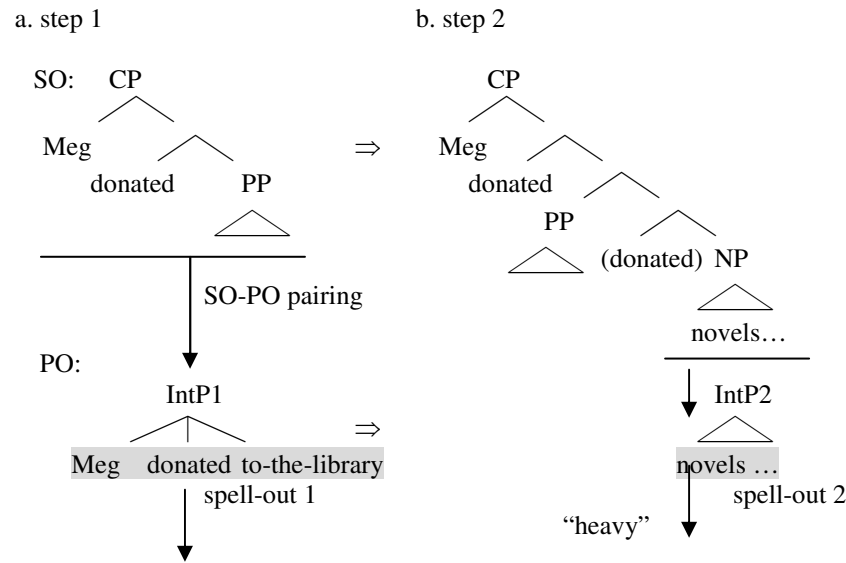 a. step 1 b. step 2
SO: CP CP
Meg ⇒ Meg
donated PP donated
PP (donated) NP
SO-PO pairing
novels…
PO:
IntP1 IntP2
⇒
Meg donated to-the-library novels …
spell-out 1 spell-out 2
“heavy”